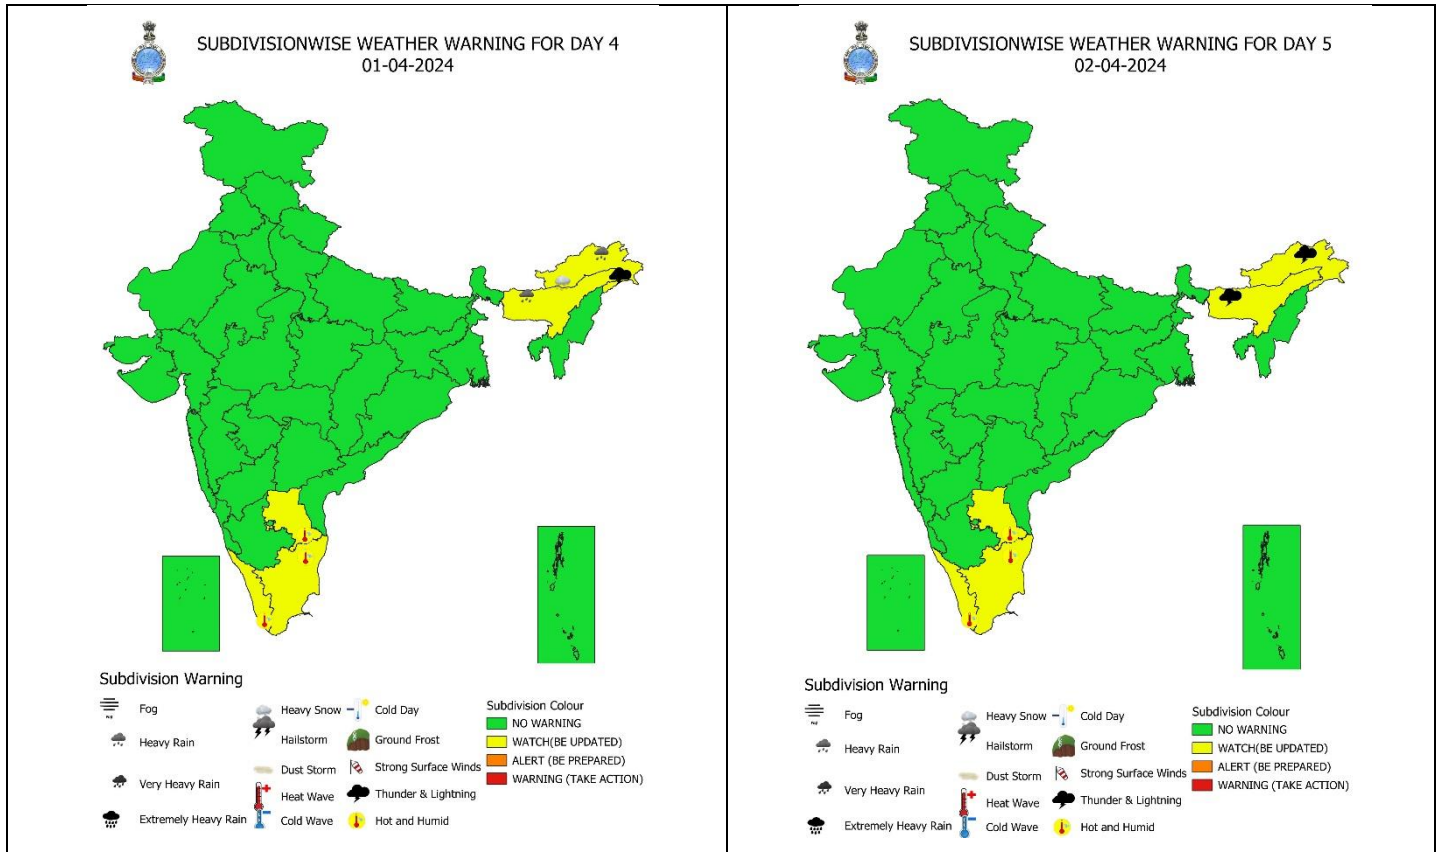 SUBDIVISIONWISE WEATHER WARNING FOR DAY 4
01-04-2024
Subdivision Warning
Fog
Heavy Rain
Very Heavy Rain
Extremely Heavy Rain
Heavy Snow
Hailstorm
Dust Storm
Heat Wave
Cold Wave
Cold Day
Ground Frost
Strong Surface Winds
Thunder & Lightning
Hot and Humid
Subdivision Colour
NO WARNING
WATCH(BE UPDATED)
ALERT (BE PREPARED)
WARNING (TAKE ACTION)
SUBDIVISIONWISE WEATHER WARNING FOR DAY 5
02-04-2024
Subdivision Warning
Fog
Heavy Rain
Very Heavy Rain
Extremely Heavy Rain
Heavy Snow
Hailstorm
Dust Storm
Heat Wave
Cold Wave
Cold Day
Ground Frost
Strong Surface Winds
Thunder & Lightning
Hot and Humid
Subdivision Colour
NO WARNING
WATCH(BE UPDATED)
ALERT (BE PREPARED)
WARNING (TAKE ACTION)